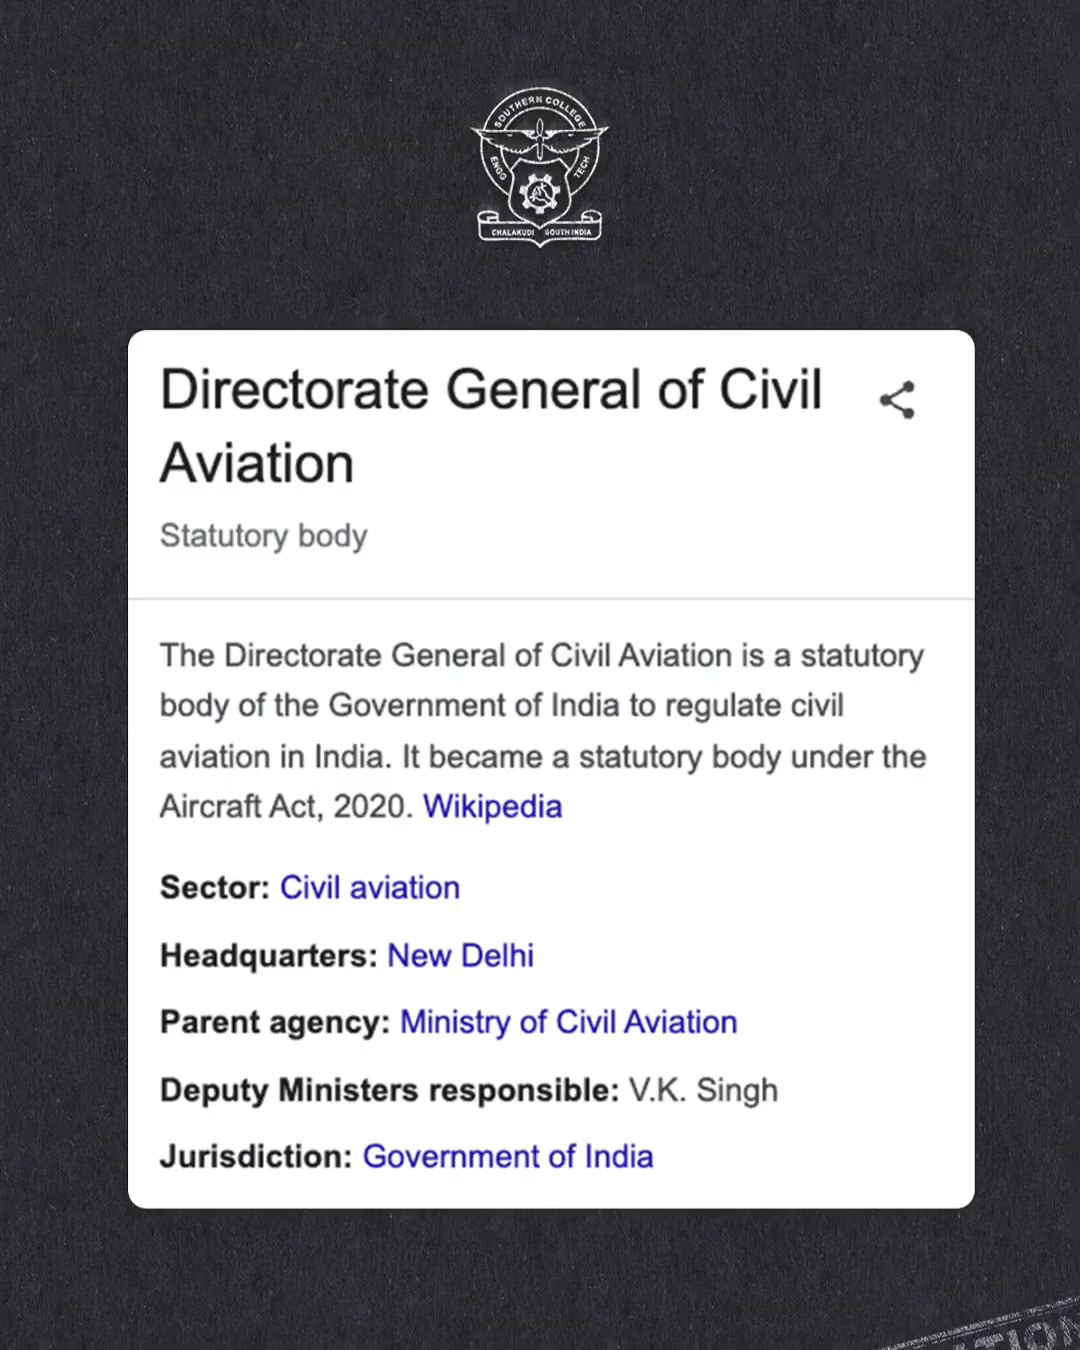 SOUTHERN COLLEGE
ENGG
TECH
CHALAKUDI SOUTH INDIA
Directorate General of Civil
Aviation
Statutory body
The Directorate General of Civil Aviation is a statutory
body of the Government of India to regulate civil
aviation in India. It became a statutory body under the
Aircraft Act, 2020. Wikipedia
Sector: Civil aviation
Headquarters: New Delhi
Parent agency: Ministry of Civil Aviation
Deputy Ministers responsible: V.K. Singh
Jurisdiction: Government of India